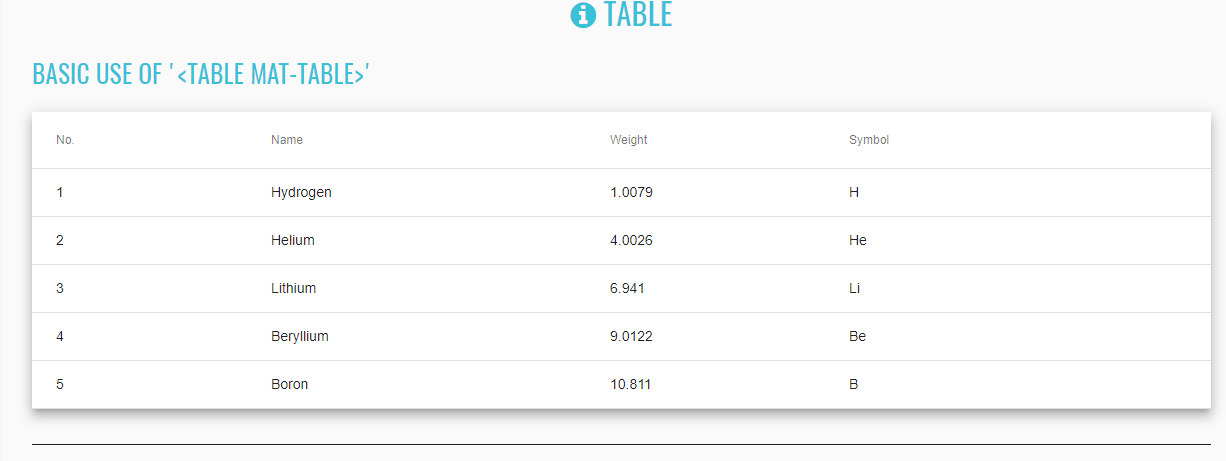 TABLE
BASIC USE OF '<TABLE MAT-TABLE>'
No. Name Weight Symbol
1 Hydrogen 1.0079 H
2 Helium 4.0026 He
3 Lithium 6.941 Li
4 Beryllium 9.0122 Be
5 Boron 10.811 B